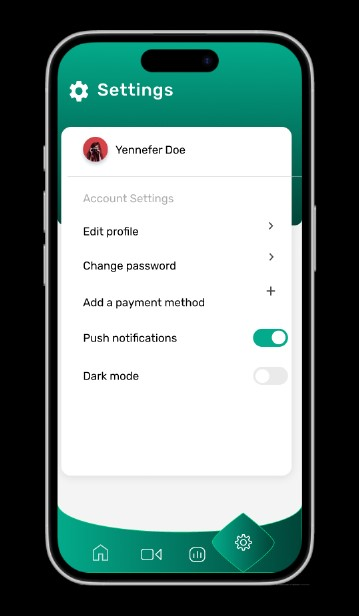 Settings
Yennefer Doe
Account Settings
Edit profile
Change password
Add a payment method
Push notifications
Dark mode